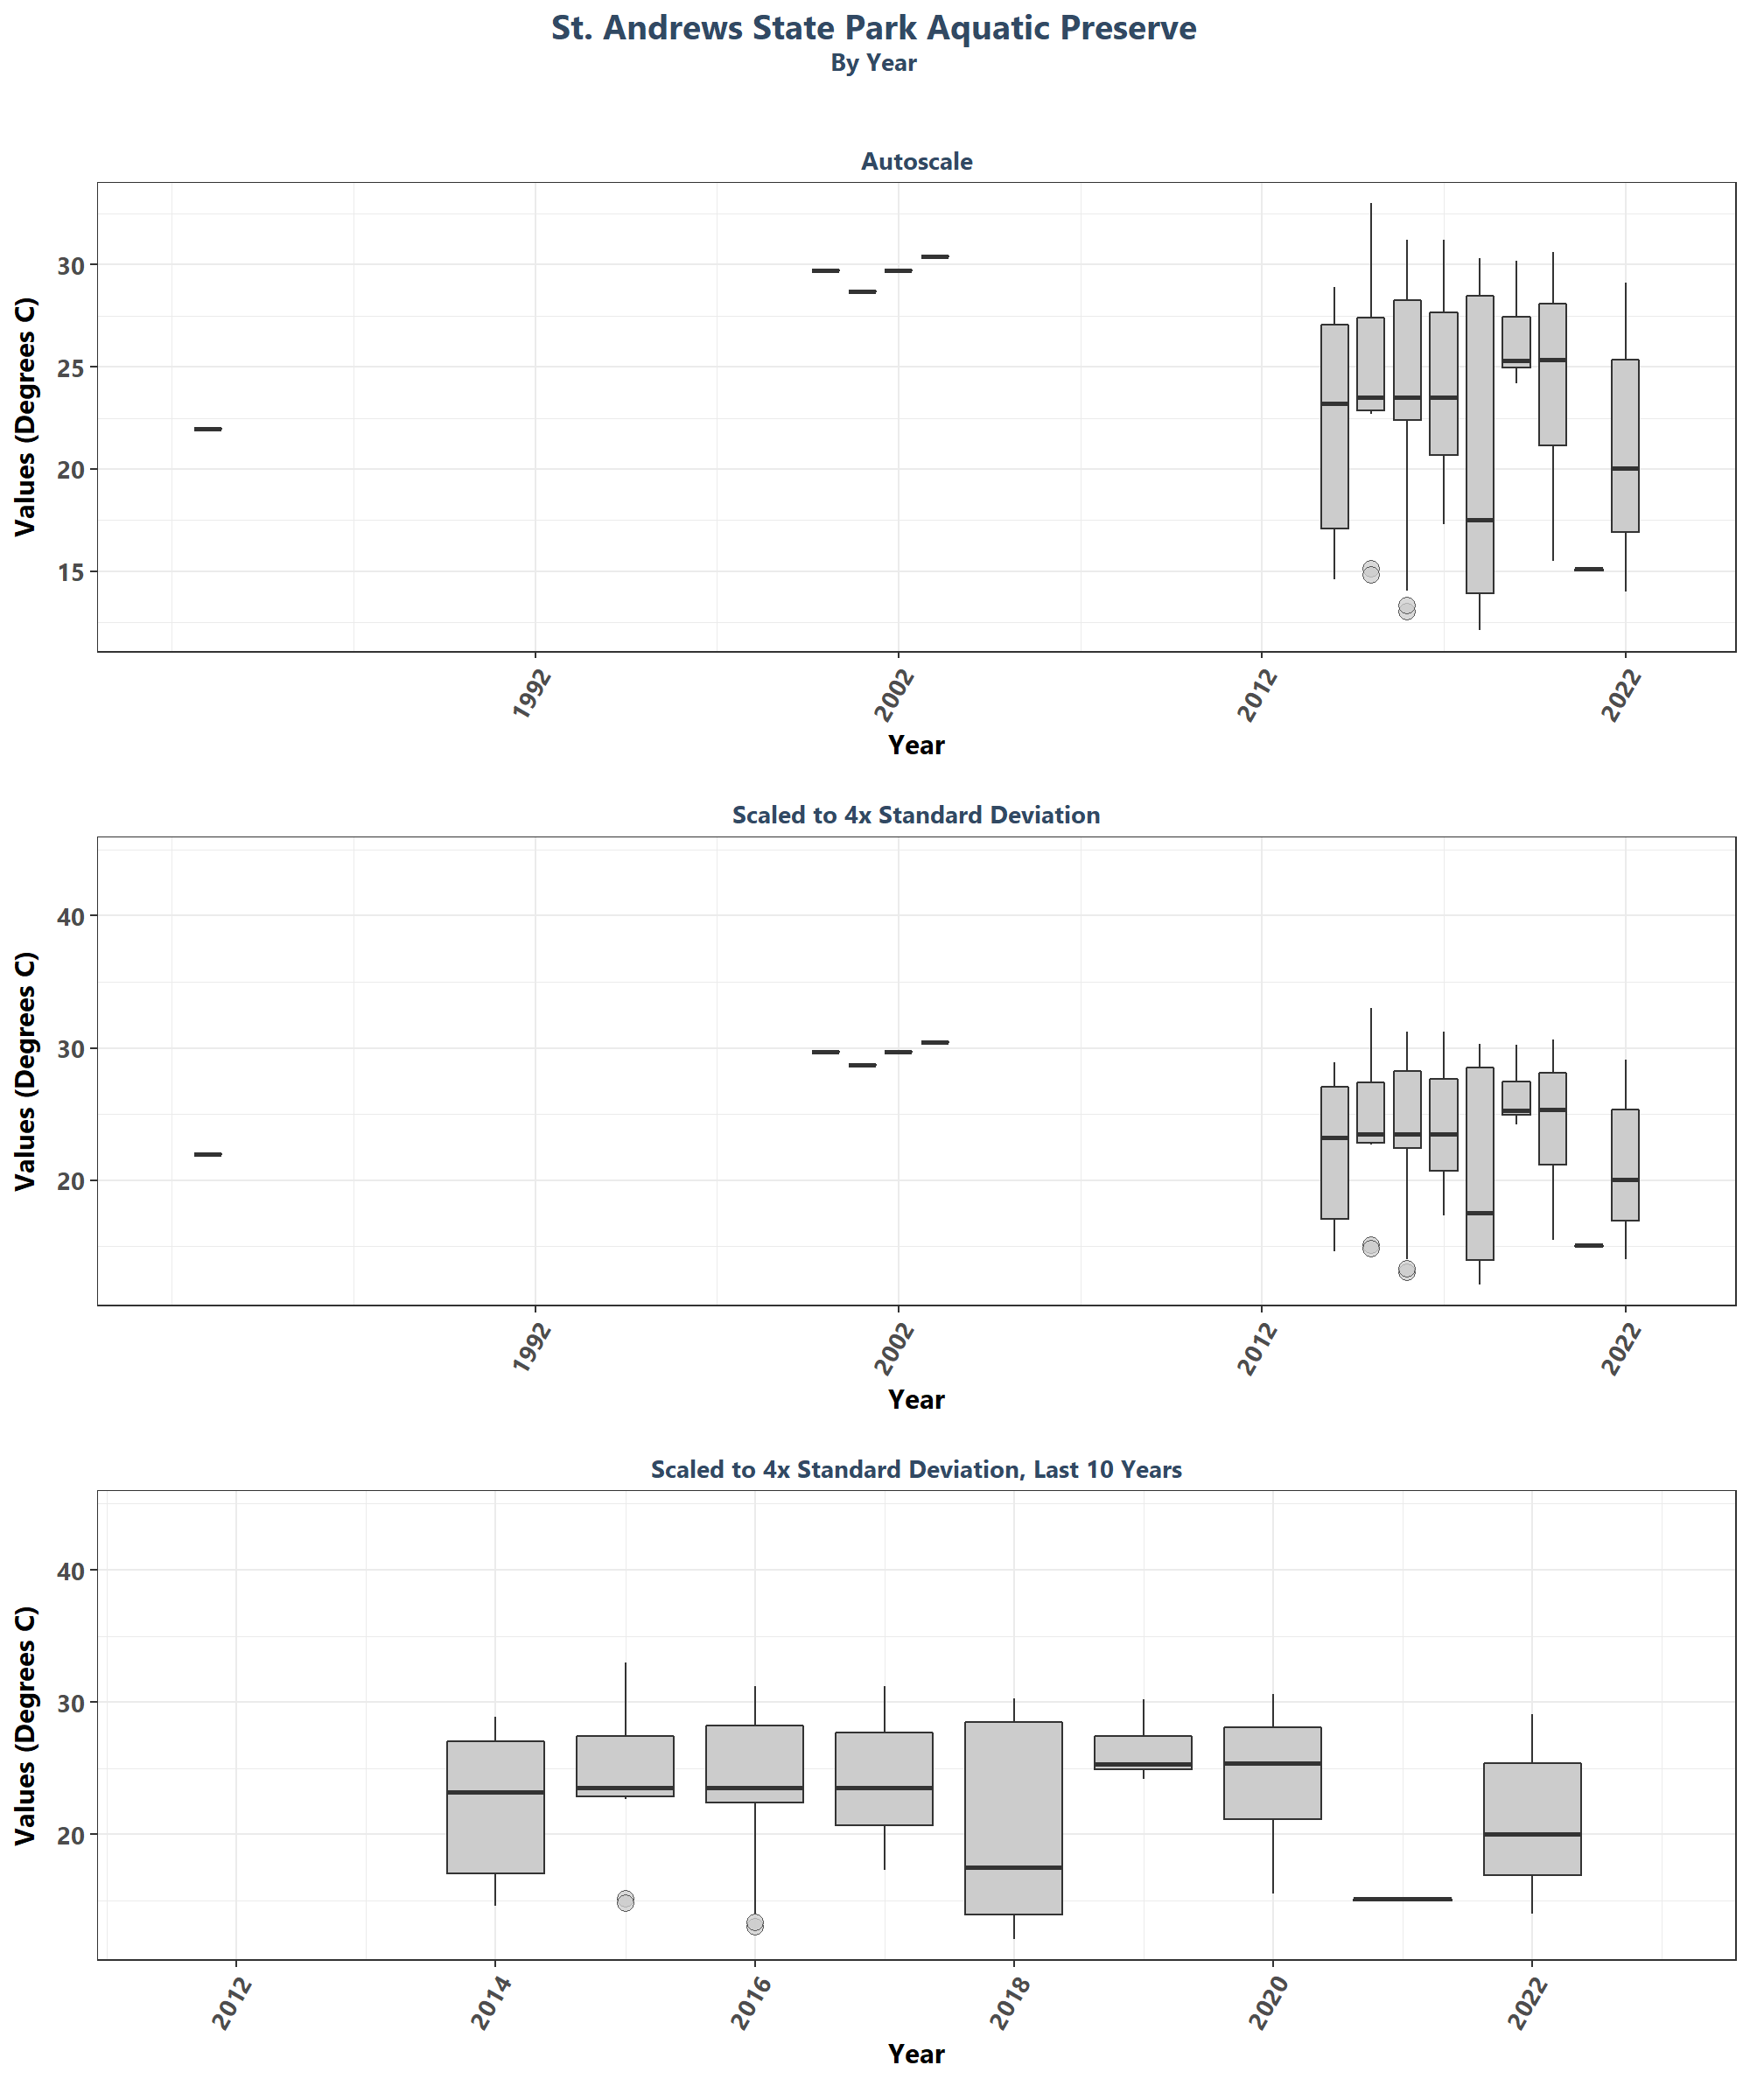 St. Andrews State Park Aquatic Preserve
By Year
Autoscale
Values (Degrees C)
30
25
20
15
1992
2002
2012
2022
Year
Scaled to 4x Standard Deviation
Values (Degrees C)
40
30
20
1992
2002
2012
2022
Year
Scaled to 4x Standard Deviation, Last 10 Years
Values (Degrees C)
40
30
20
2012
2014
2016
2018
2020
2022
Year